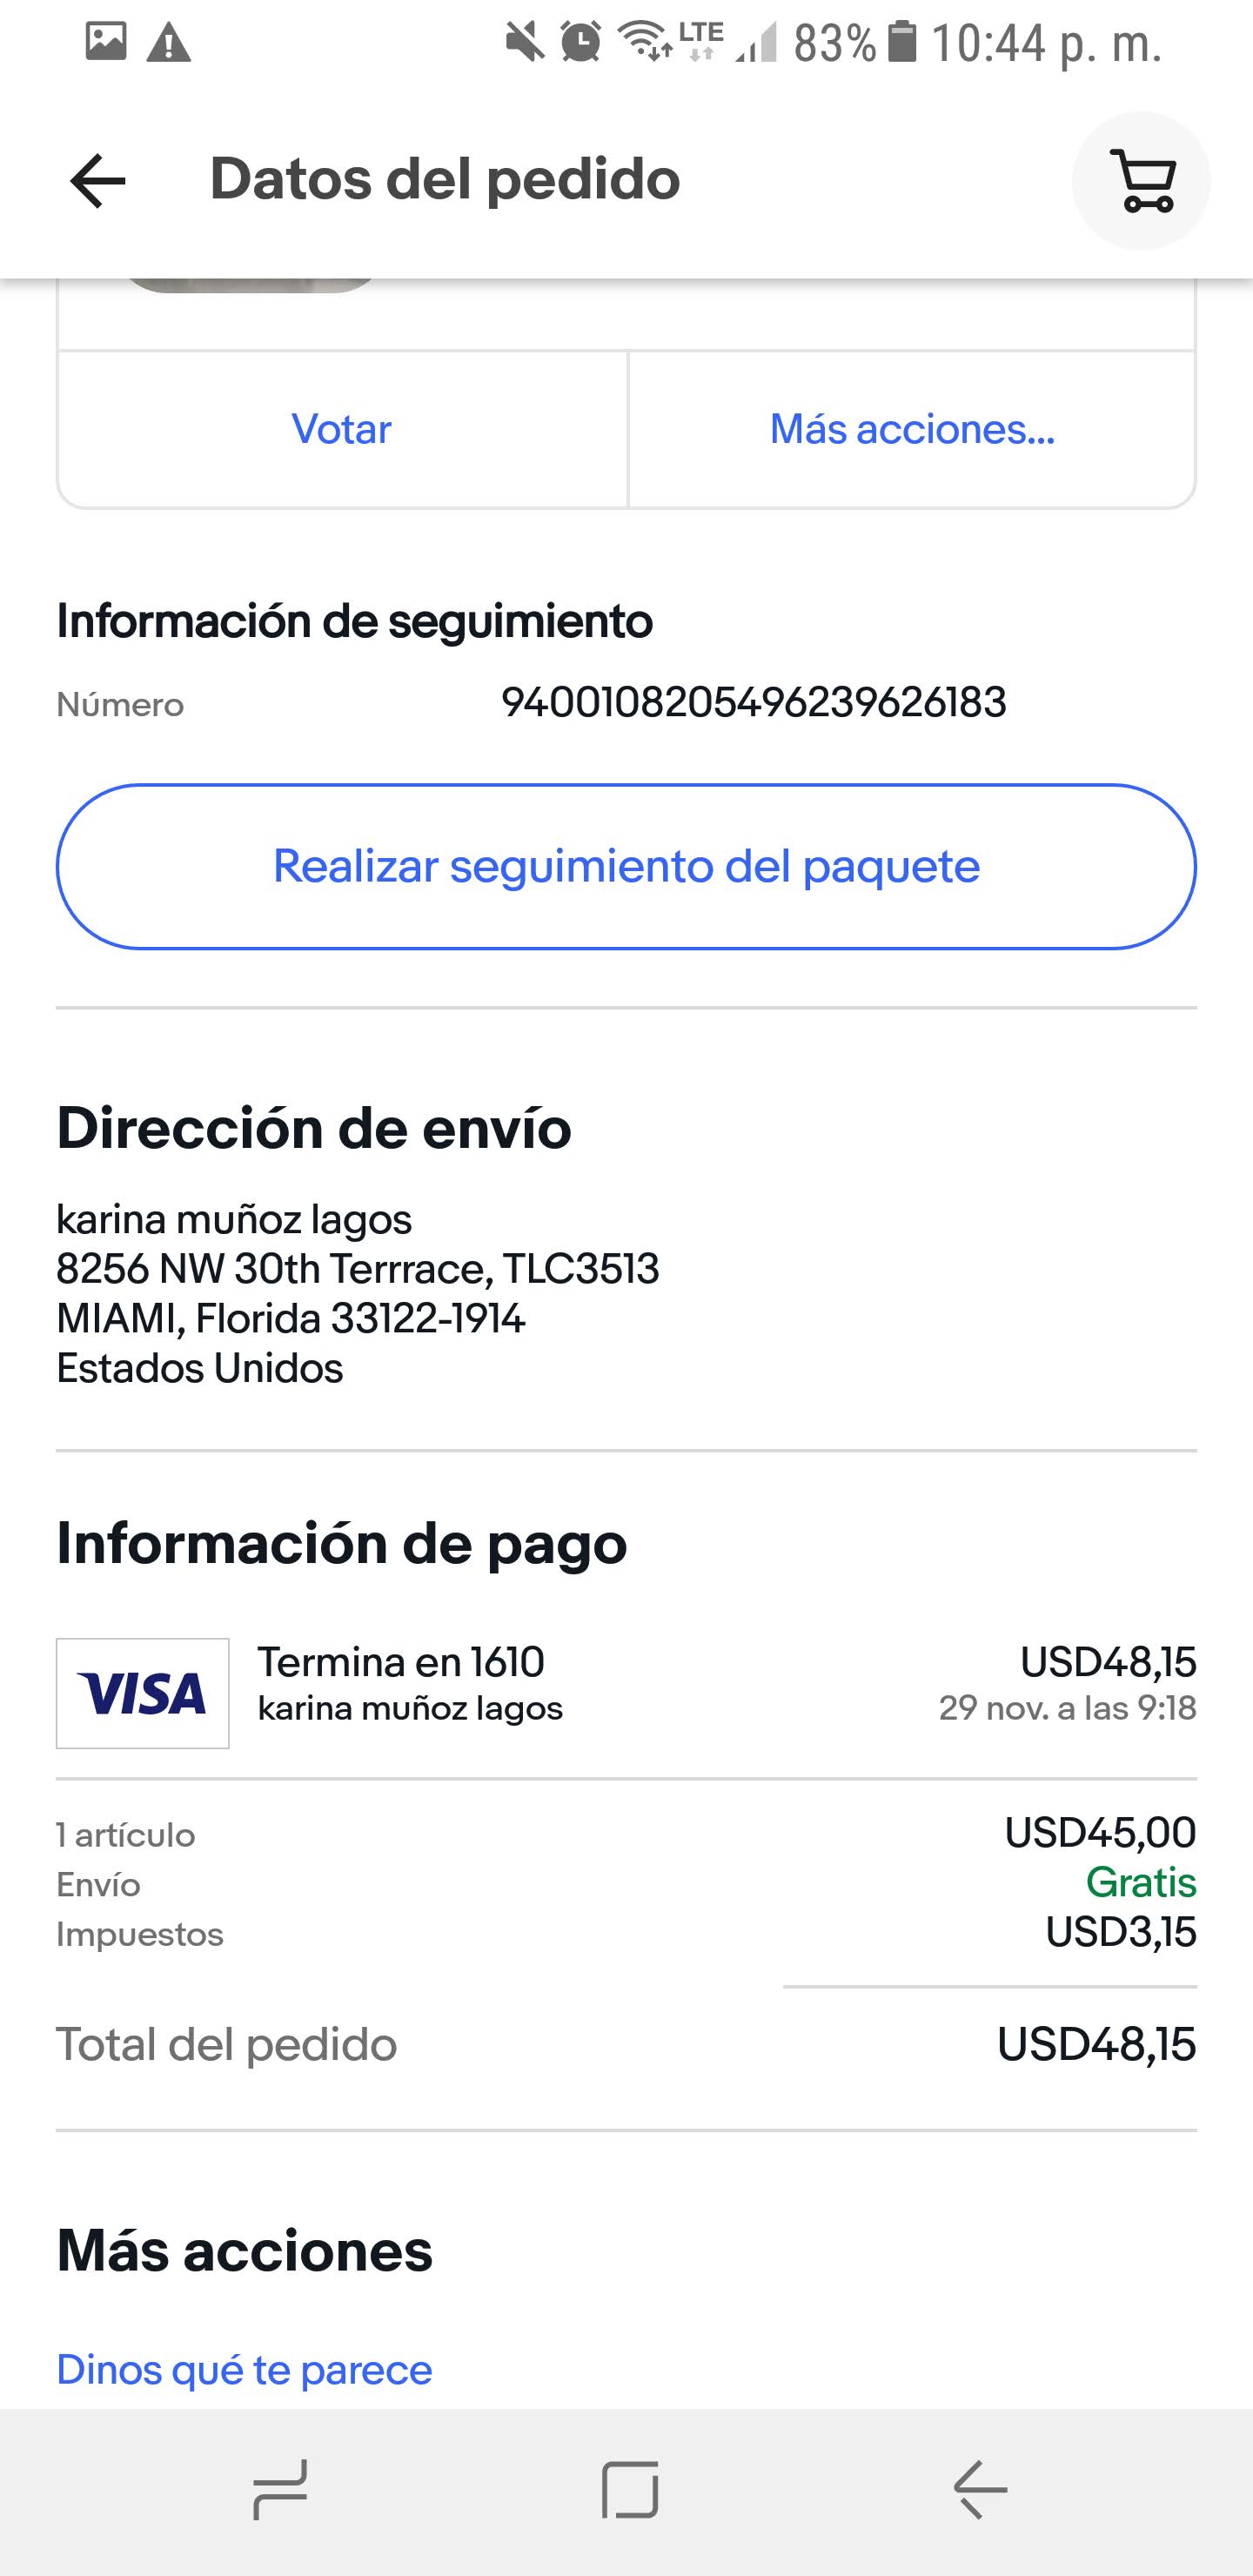 LTE 83% 10:44 p. m.
Datos del pedido
Votar
Más acciones...
Información de seguimiento
Número 9400108205496239626183
Realizar seguimiento del paquete
Dirección de envío
karina muñoz lagos
8256 NW 30th Terrrace, TLC3513
MIAMI, Florida 33122-1914
Estados Unidos
Información de pago
VISA Termina en 1610 USD48,15
karina muñoz lagos 29 nov. a las 9:18
1 artículo USD45,00
Envío Gratis
Impuestos USD3,15
Total del pedido USD48,15
Más acciones
Dinos qué te parece